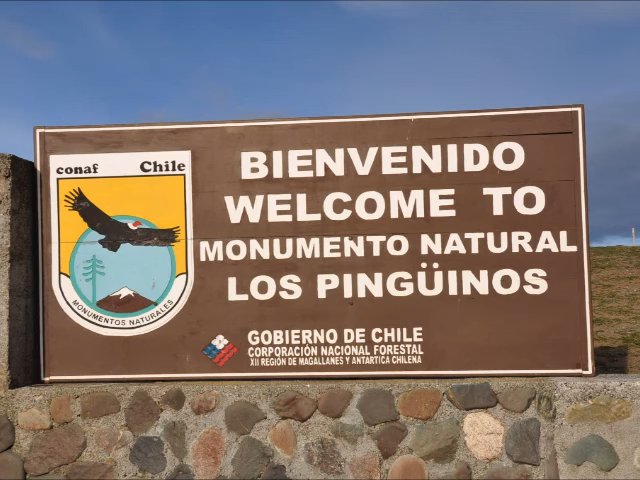 conaf Chile
MONUMENTOS NATURALES
BIENVENIDO
WELCOME TO
MONUMENTO NATURAL
LOS PINGÜINOS
GOBIERNO DE CHILE
CORPORACIÓN NACIONAL FORESTAL
XII REGIÓN DE MAGALLANES Y ANTARTICA CHILENA